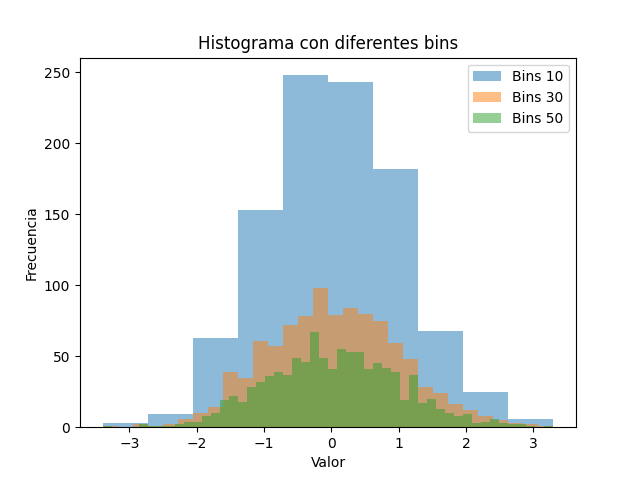 Histograma con diferentes bins
Bins 10
Bins 30
Bins 50
Frecuencia
250
200
150
100
50
0
−3
−2
−1
0
1
2
3
Valor